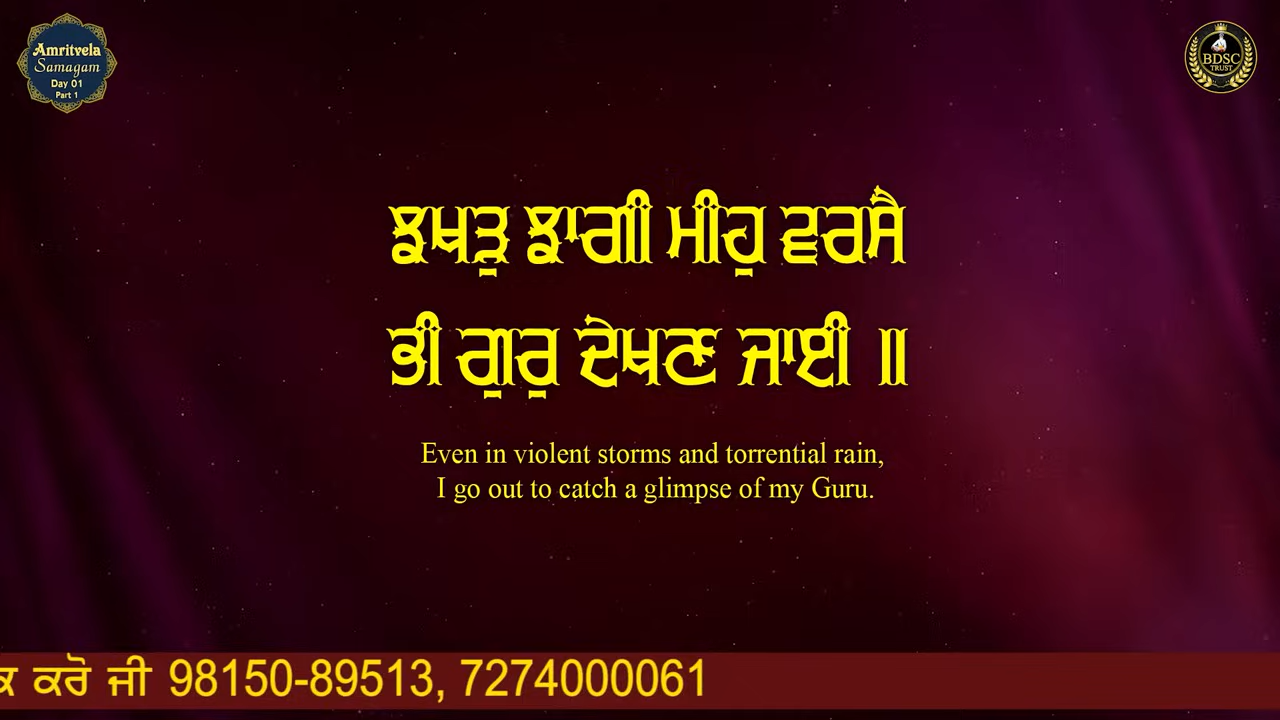 Amritvela
Samagam
Day 01
Part 1
BDSC
TRUST
ਝਖੜੁ ਝਾਗੀ ਮੀਹੁ ਵਰਸੈ
ਭੀ ਗੁਰੁ ਦੇਖਣ ਜਾਈ ॥
Even in violent storms and torrential rain,
I go out to catch a glimpse of my Guru.
ਕਰੋ ਜੀ 98150-89513, 7274000061